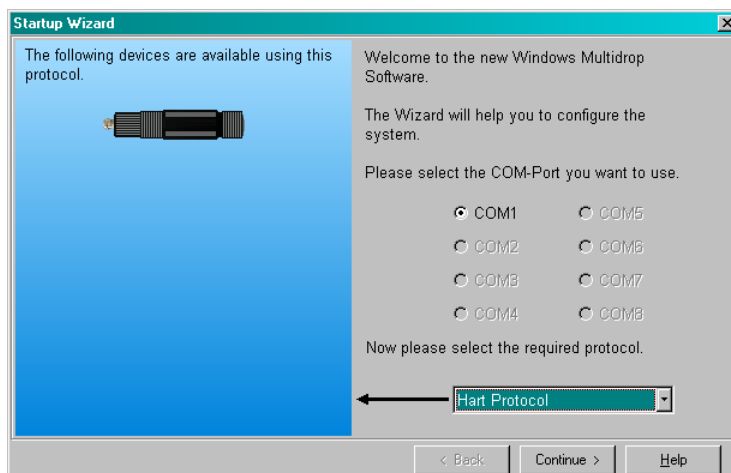 Startup Wizard
The following devices are available using this
protocol.
Welcome to the new Windows Multidrop
Software.
The Wizard will help you to configure the
system.
Please select the COM-Port you want to use.
COM1 COM5
COM2 COM6
COM3 COM7
COM4 COM8
Now please select the required protocol.
Hart Protocol
< Back Continue > Help